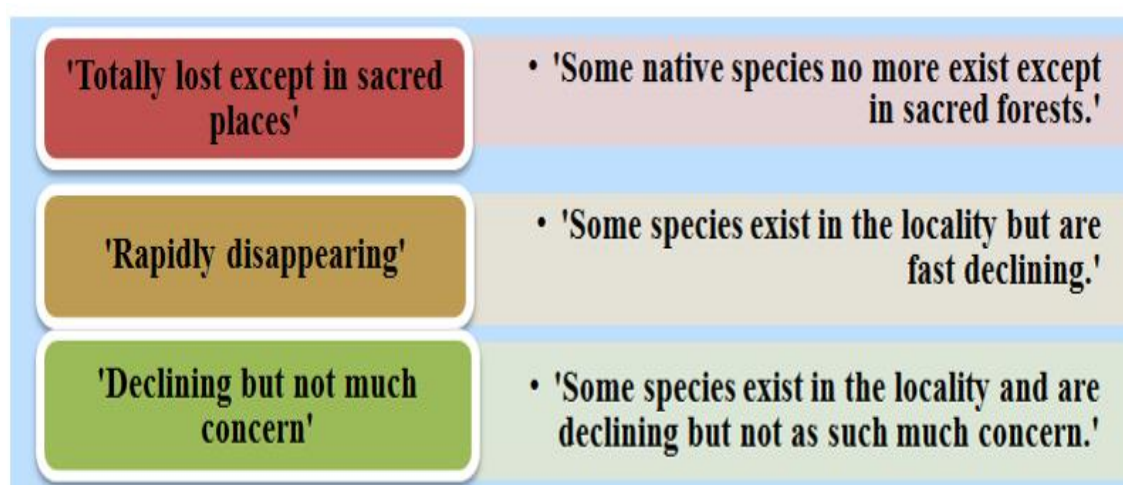 'Totally lost except in sacred
places'
• 'Some native species no more exist except
in sacred forests.'
'Rapidly disappearing'
• 'Some species exist in the locality but are
fast declining.'
'Declining but not much
concern'
• 'Some species exist in the locality and are
declining but not as such much concern.'